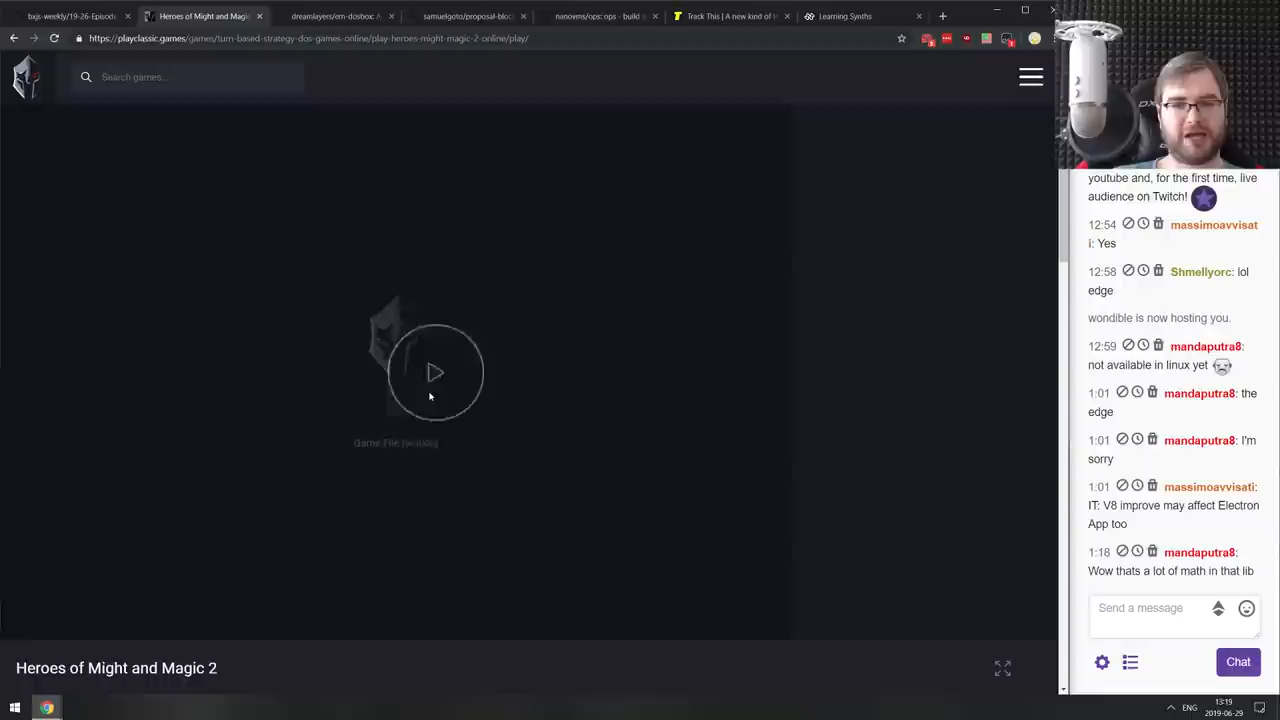 bxjs-weekly/19-26-Episode
Heroes of Might and Magic
dreamlayers/em-dosbox: A
samuelgoto/proposal-block
nanovms/ops: ops - build a
Track This | A new kind of
Learning Synths
https://playclassic.games/games/turn-based-strategy-dos-games-online/heroes-might-magic-2-online/play/
Search games...
Game File
Heroes of Might and Magic 2
youtube and, for the first time, live
audience on Twitch!
12:54 massimoavvisat
i: Yes
12:58 Shmellyorc: lol
edge
wondible is now hosting you.
12:59 mandaputra8:
not available in linux yet
1:01 mandaputra8: the
edge
1:01 mandaputra8: I'm
sorry
1:01 massimoavvisati:
IT: V8 improve may affect Electron
App too
1:18 mandaputra8:
Wow thats a lot of math in that lib
Send a message
Chat
ENG
13:19
2019-06-29